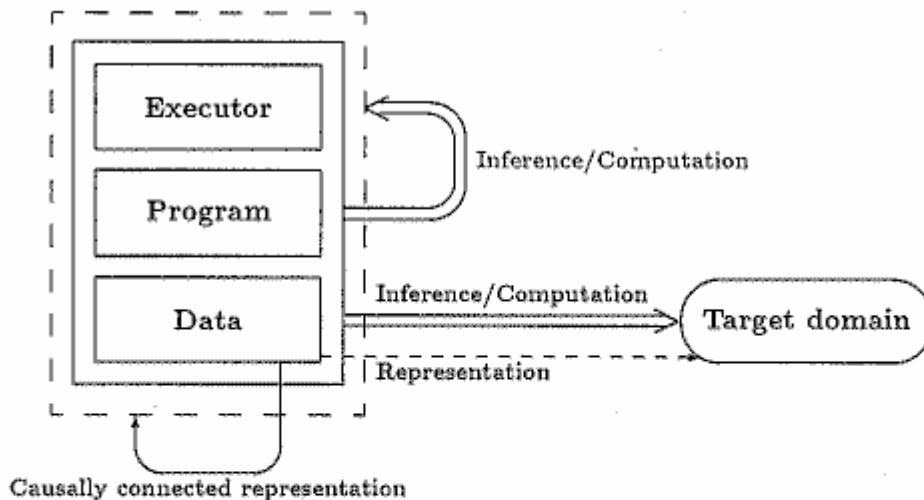 Executor
Inference/Computation
Program
Inference/Computation
Data
Target domain
Representation
Causally connected representation